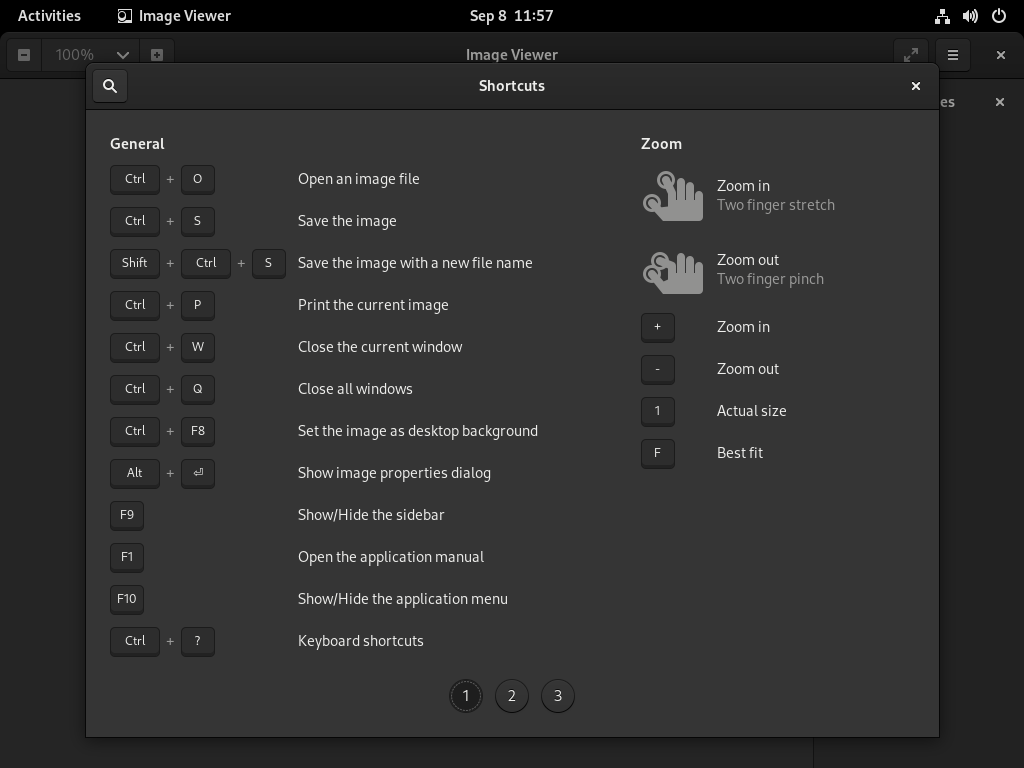 Activities
Image Viewer
Sep 8 11:57
100%
Image Viewer
Shortcuts
es
General
Ctrl + O Open an image file
Ctrl + S Save the image
Shift + Ctrl + S Save the image with a new file name
Ctrl + P Print the current image
Ctrl + W Close the current window
Ctrl + Q Close all windows
Ctrl + F8 Set the image as desktop background
Alt + ⏎ Show image properties dialog
F9 Show/Hide the sidebar
F1 Open the application manual
F10 Show/Hide the application menu
Ctrl + ? Keyboard shortcuts
Zoom
Zoom in
Two finger stretch
Zoom out
Two finger pinch
+ Zoom in
- Zoom out
1 Actual size
F Best fit
1 2 3